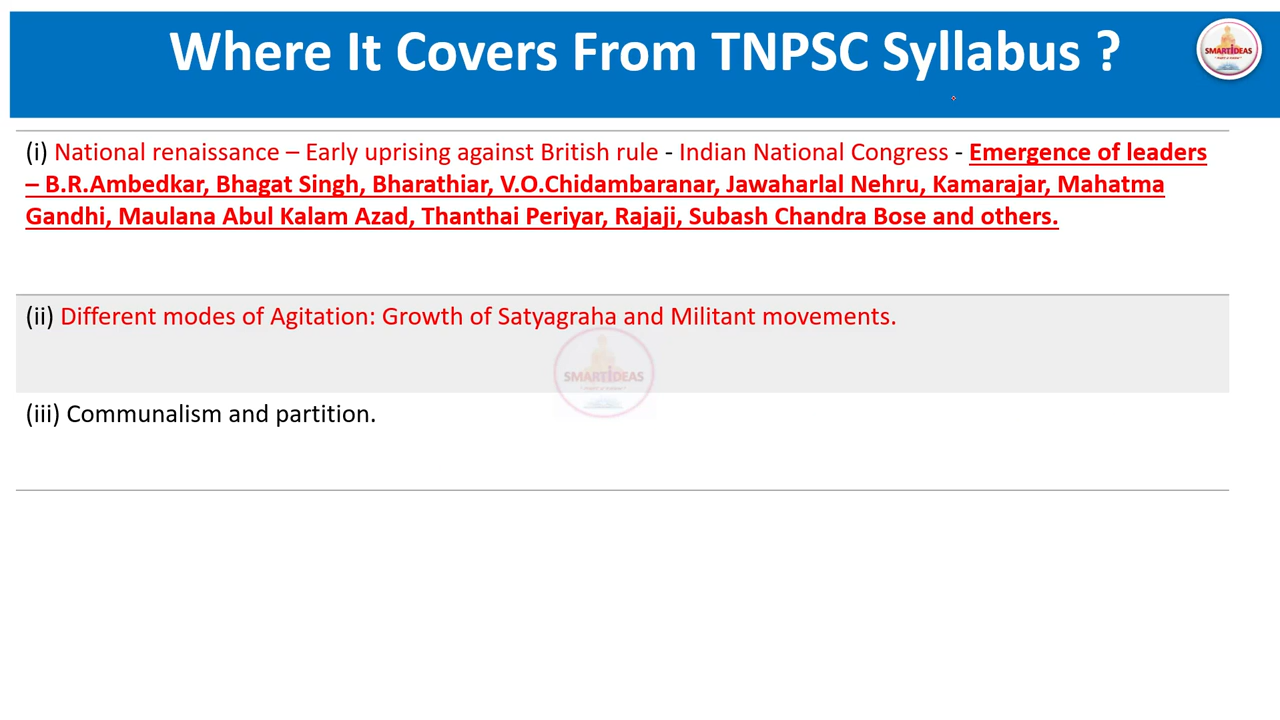 Where It Covers From TNPSC Syllabus ?
SMARTIDEAS
(i) National renaissance – Early uprising against British rule - Indian National Congress - Emergence of leaders
– B.R.Ambedkar, Bhagat Singh, Bharathiar, V.O.Chidambaranar, Jawaharlal Nehru, Kamarajar, Mahatma
Gandhi, Maulana Abul Kalam Azad, Thanthai Periyar, Rajaji, Subash Chandra Bose and others.
(ii) Different modes of Agitation: Growth of Satyagraha and Militant movements.
SMARTIDEAS
(iii) Communalism and partition.